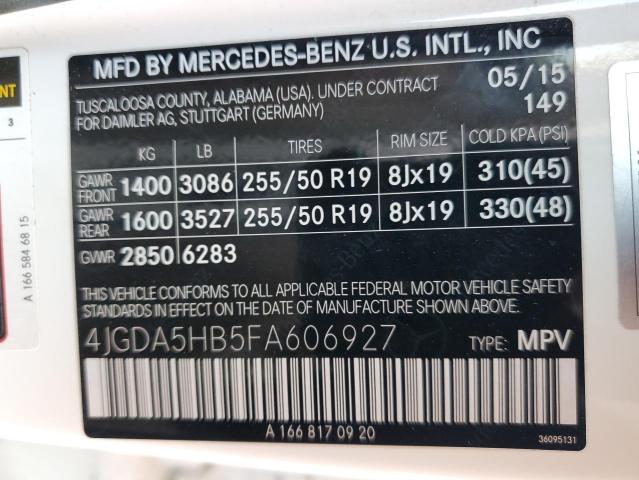 MFD BY MERCEDES-BENZ U.S. INTL., INC
TUSCALOOSA COUNTY, ALABAMA (USA). UNDER CONTRACT 05/15
FOR DAIMLER AG, STUTTGART (GERMANY) 149
KG LB TIRES RIM SIZE COLD KPA(PSI)
GAWR FRONT 1400 3086 255/50 R19 8Jx19 310(45)
GAWR REAR 1600 3527 255/50 R19 8Jx19 330(48)
GVWR 2850 6283
THIS VEHICLE CONFORMS TO ALL APPLICABLE FEDERAL MOTOR VEHICLE SAFETY
STANDARDS IN EFFECT ON THE DATE OF MANUFACTURE SHOWN ABOVE.
4JGDA5HB5FA606927 TYPE: MPV
A 166 817 09 20
36095131
A 166 584 68 15
3